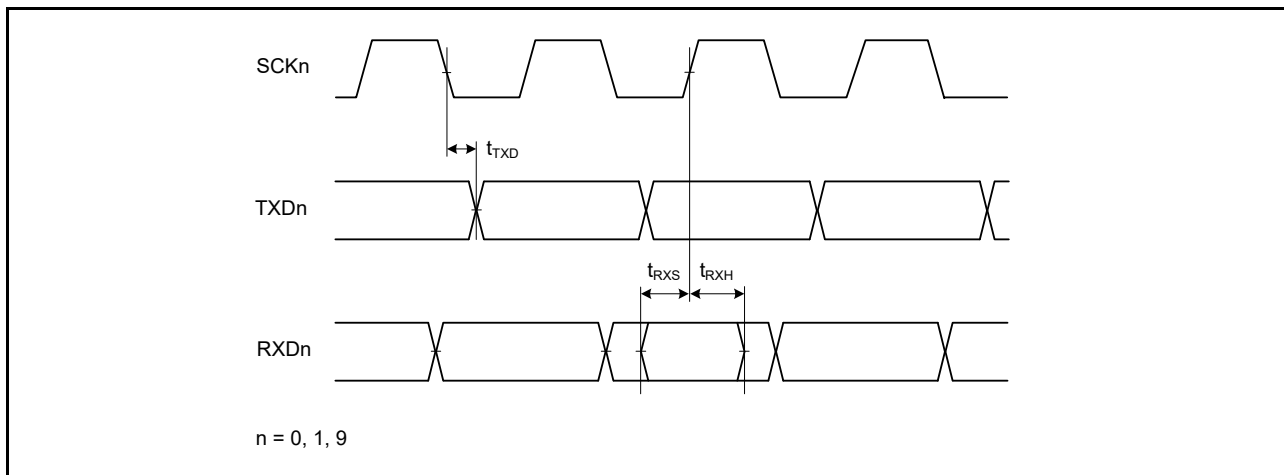 SCKn
tTXD
TXDn
tRXS tRXH
RXDn
n = 0, 1, 9